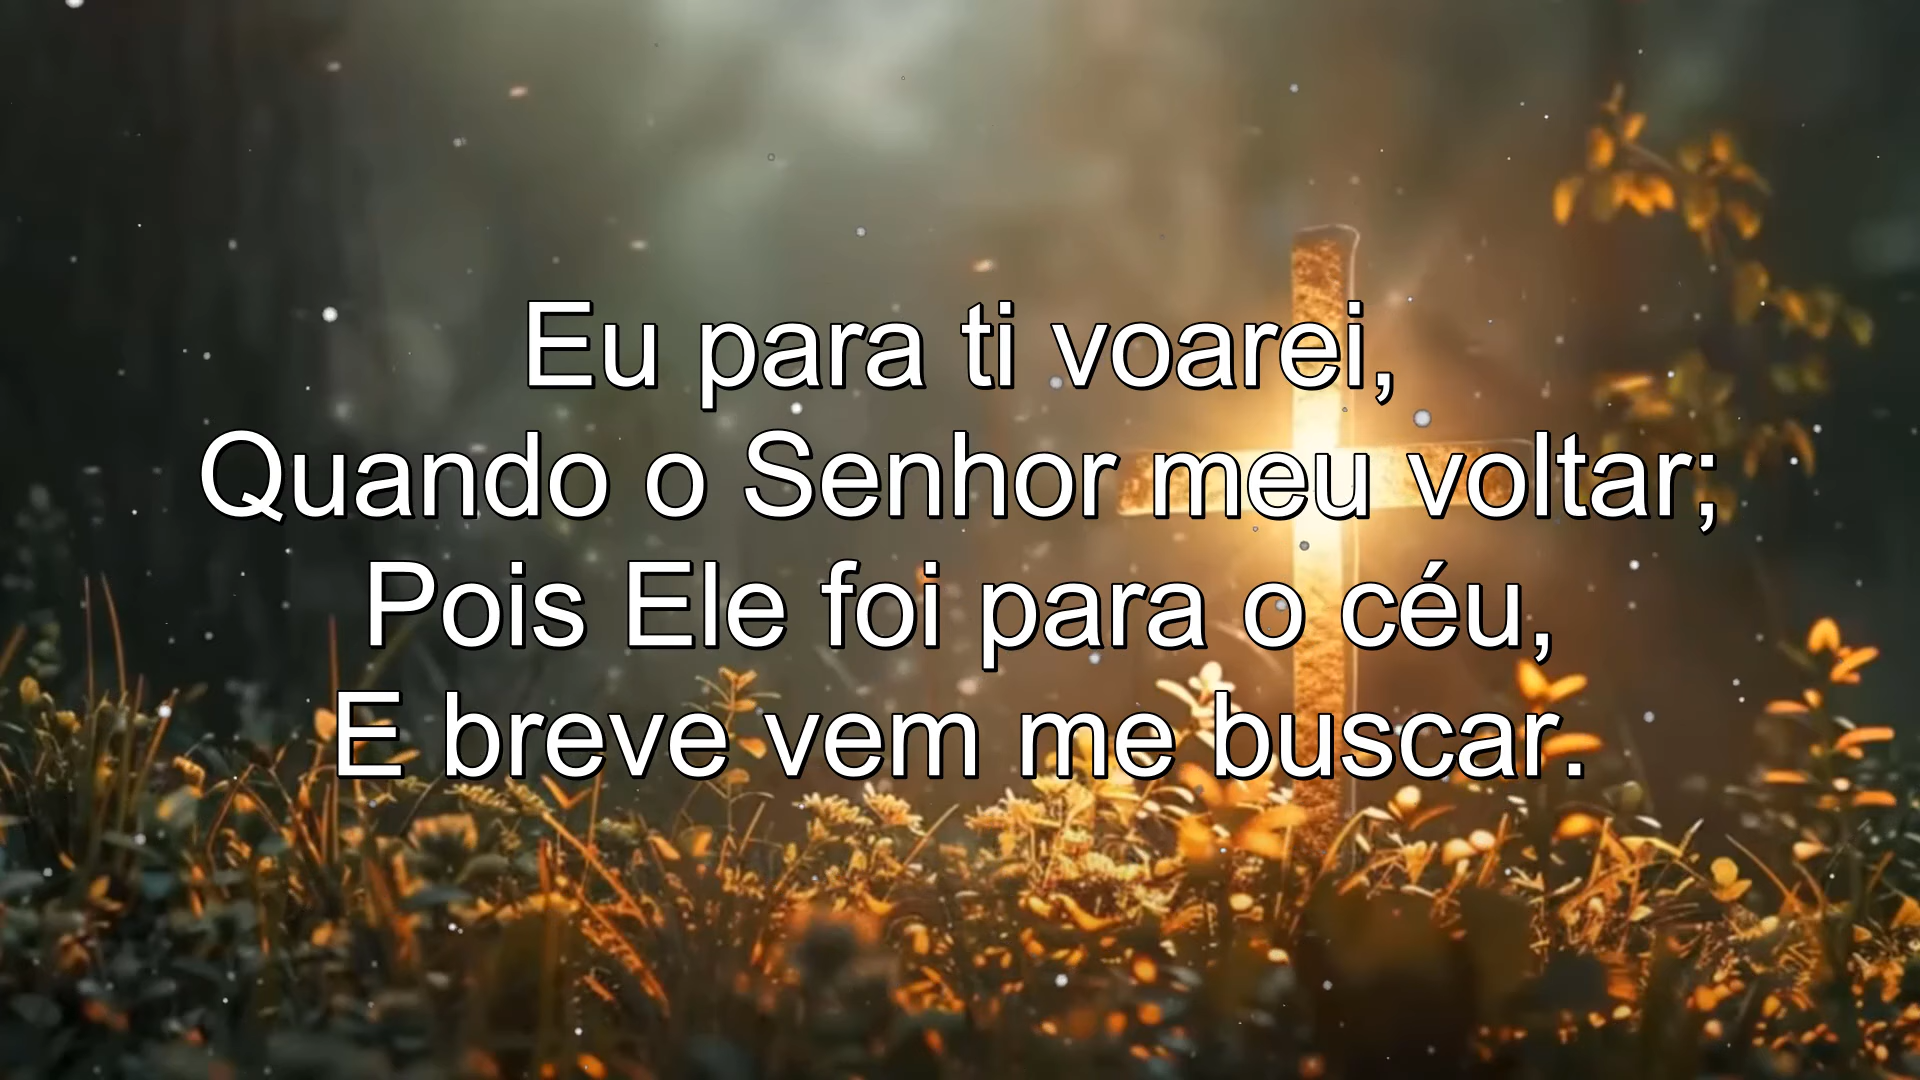 Eu para ti voarei,
Quando o Senhor meu voltar;
Pois Ele foi para o céu,
E breve vem me buscar.